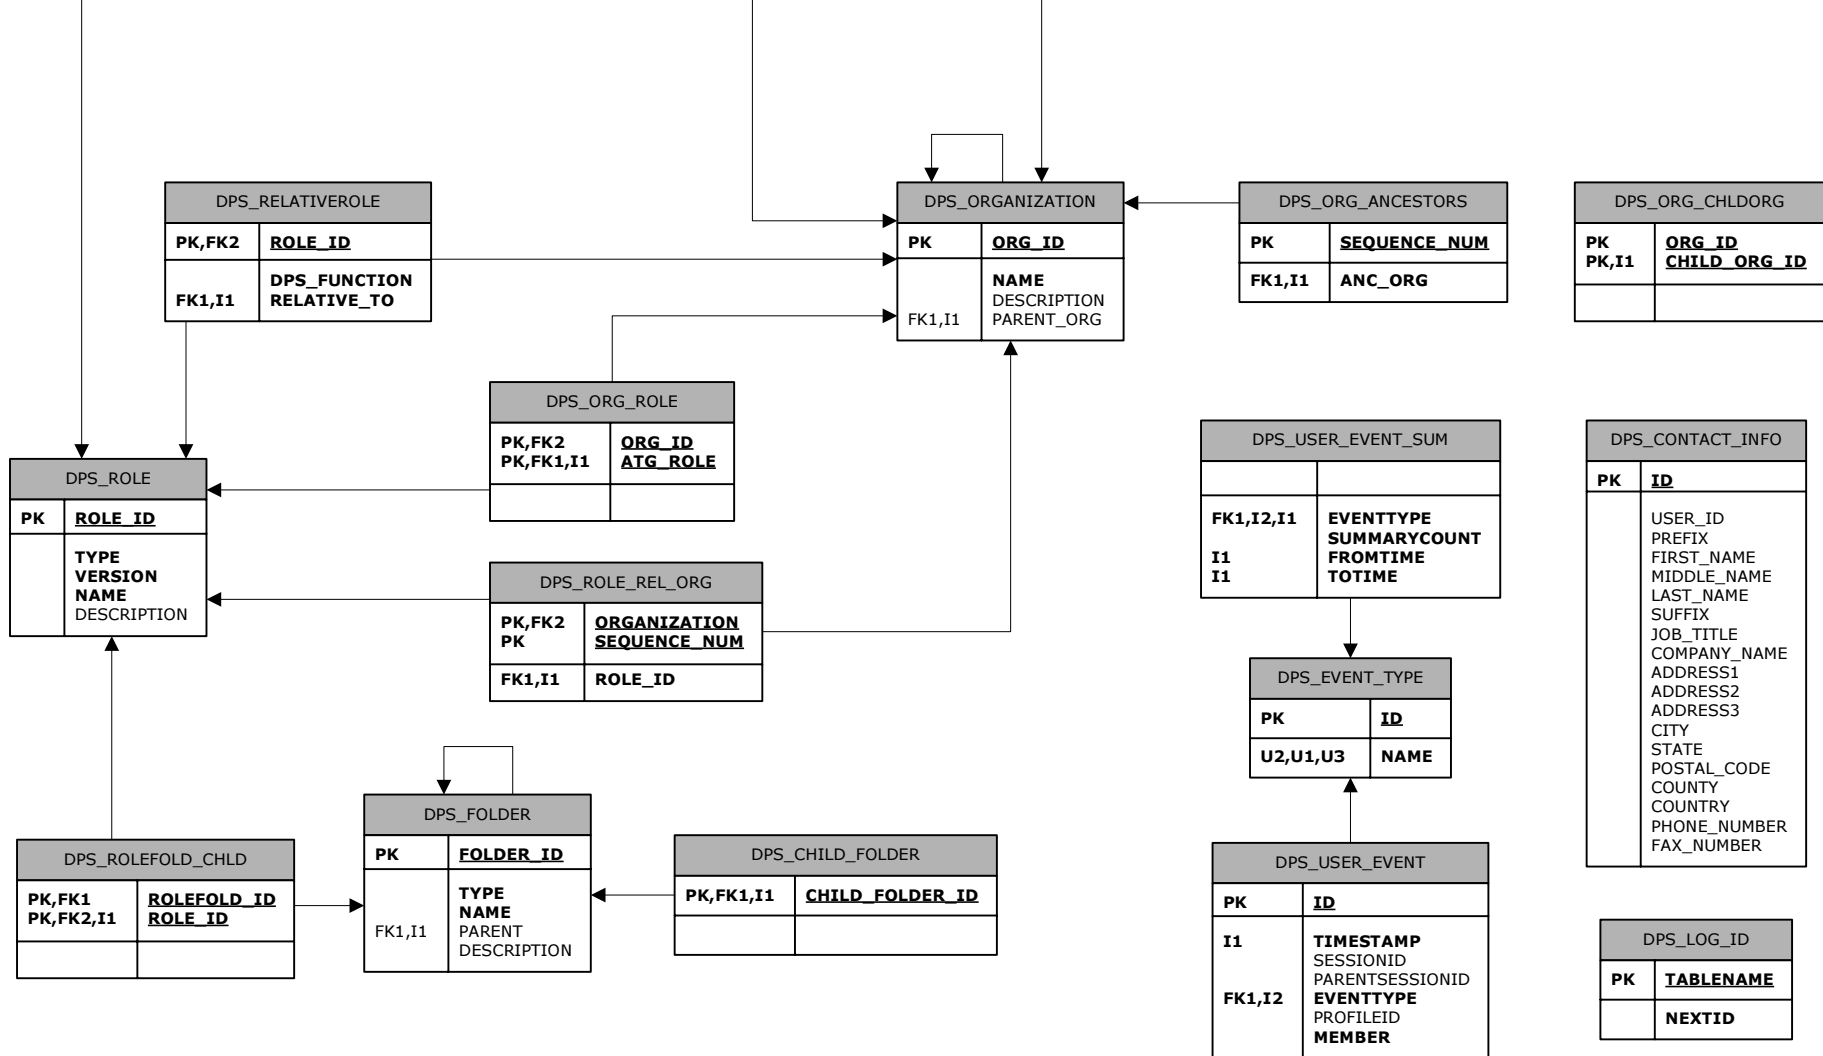 DPS_RELATIVEROLE
PK,FK2 ROLE_ID
DPS_FUNCTION
FK1,I1 RELATIVE_TO
DPS_ORGANIZATION
PK ORG_ID
NAME
DESCRIPTION
FK1,I1 PARENT_ORG
DPS_ORG_ANCESTORS
PK SEQUENCE_NUM
FK1,I1 ANC_ORG
DPS_ORG_CHLDORG
PK ORG_ID
PK,I1 CHILD_ORG_ID
DPS_ORG_ROLE
PK,FK2 ORG_ID
PK,FK1,I1 ATG_ROLE
DPS_ROLE
PK ROLE_ID
TYPE
VERSION
NAME
DESCRIPTION
DPS_ROLE_REL_ORG
PK,FK2 ORGANIZATION
PK SEQUENCE_NUM
FK1,I1 ROLE_ID
DPS_USER_EVENT_SUM
FK1,I2,I1 EVENTTYPE
SUMMARYCOUNT
I1 FROMTIME
I1 TOTIME
DPS_CONTACT_INFO
PK ID
USER_ID
PREFIX
FIRST_NAME
MIDDLE_NAME
LAST_NAME
SUFFIX
JOB_TITLE
COMPANY_NAME
ADDRESS1
ADDRESS2
ADDRESS3
CITY
STATE
POSTAL_CODE
COUNTY
COUNTRY
PHONE_NUMBER
FAX_NUMBER
DPS_EVENT_TYPE
PK ID
U2,U1,U3 NAME
DPS_ROLEFOLD_CHLD
PK,FK1 ROLEFOLD_ID
PK,FK2,I1 ROLE_ID
DPS_FOLDER
PK FOLDER_ID
TYPE
NAME
FK1,I1 PARENT
DESCRIPTION
DPS_CHILD_FOLDER
PK,FK1,I1 CHILD_FOLDER_ID
DPS_USER_EVENT
PK ID
I1 TIMESTAMP
SESSIONID
PARENTSESSIONID
FK1,I2 EVENTTYPE
PROFILEID
MEMBER
DPS_LOG_ID
PK TABLENAME
NEXTID